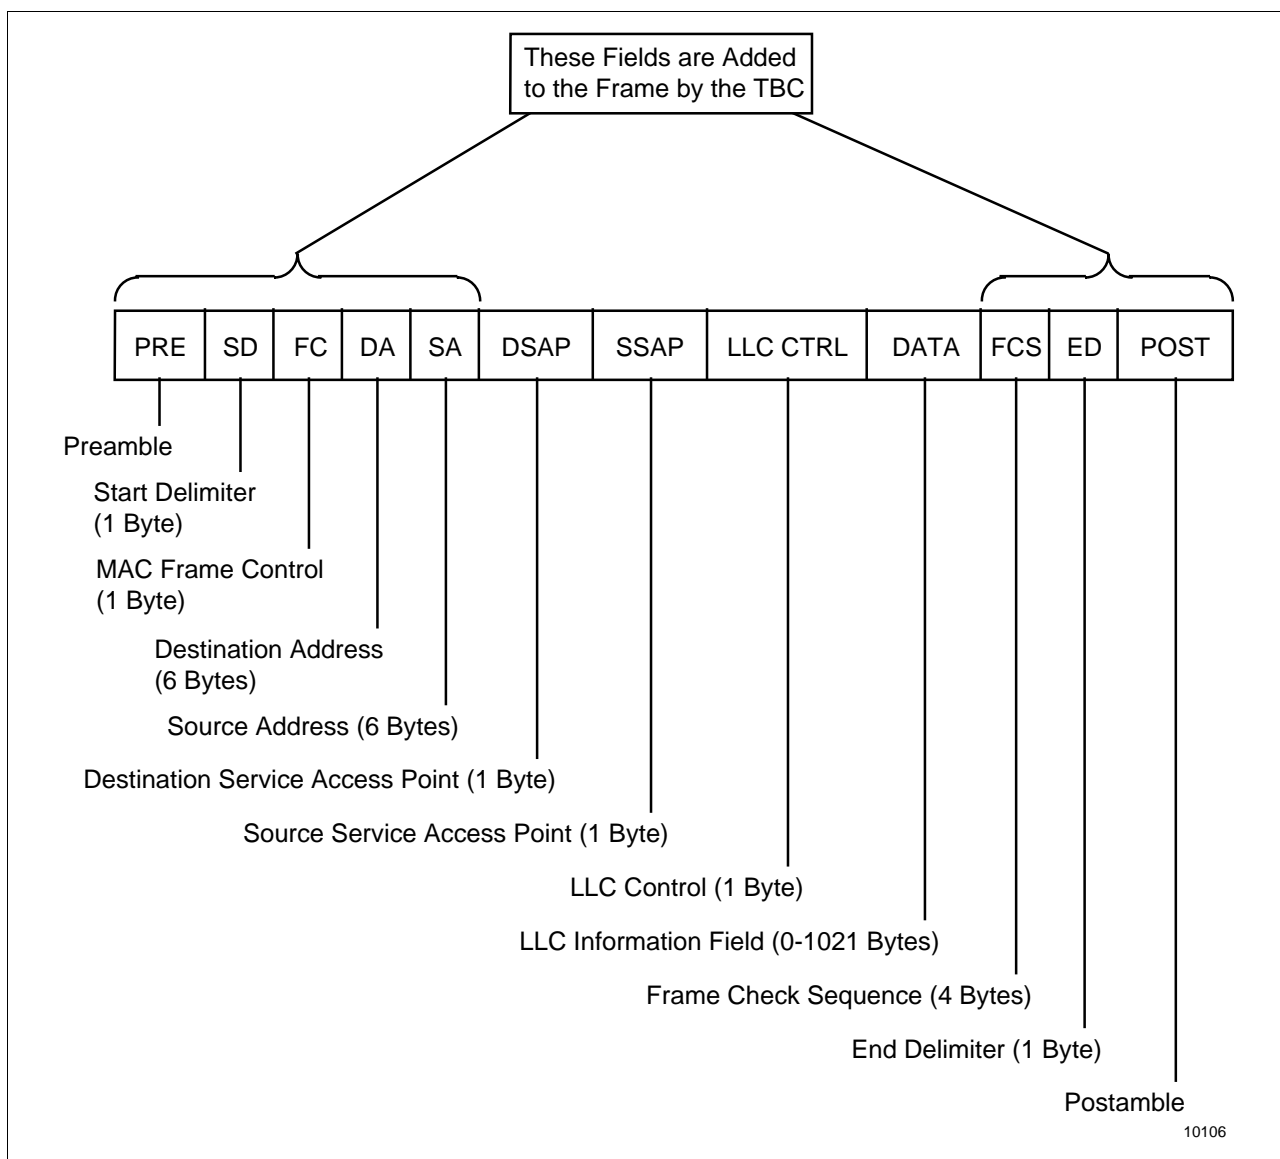 These Fields are Added
to the Frame by the TBC
PRE SD FC DA SA DSAP SSAP LLC CTRL DATA FCS ED POST
Preamble
Start Delimiter
(1 Byte)
MAC Frame Control
(1 Byte)
Destination Address
(6 Bytes)
Source Address (6 Bytes)
Destination Service Access Point (1 Byte)
Source Service Access Point (1 Byte)
LLC Control (1 Byte)
LLC Information Field (0-1021 Bytes)
Frame Check Sequence (4 Bytes)
End Delimiter (1 Byte)
Postamble
10106